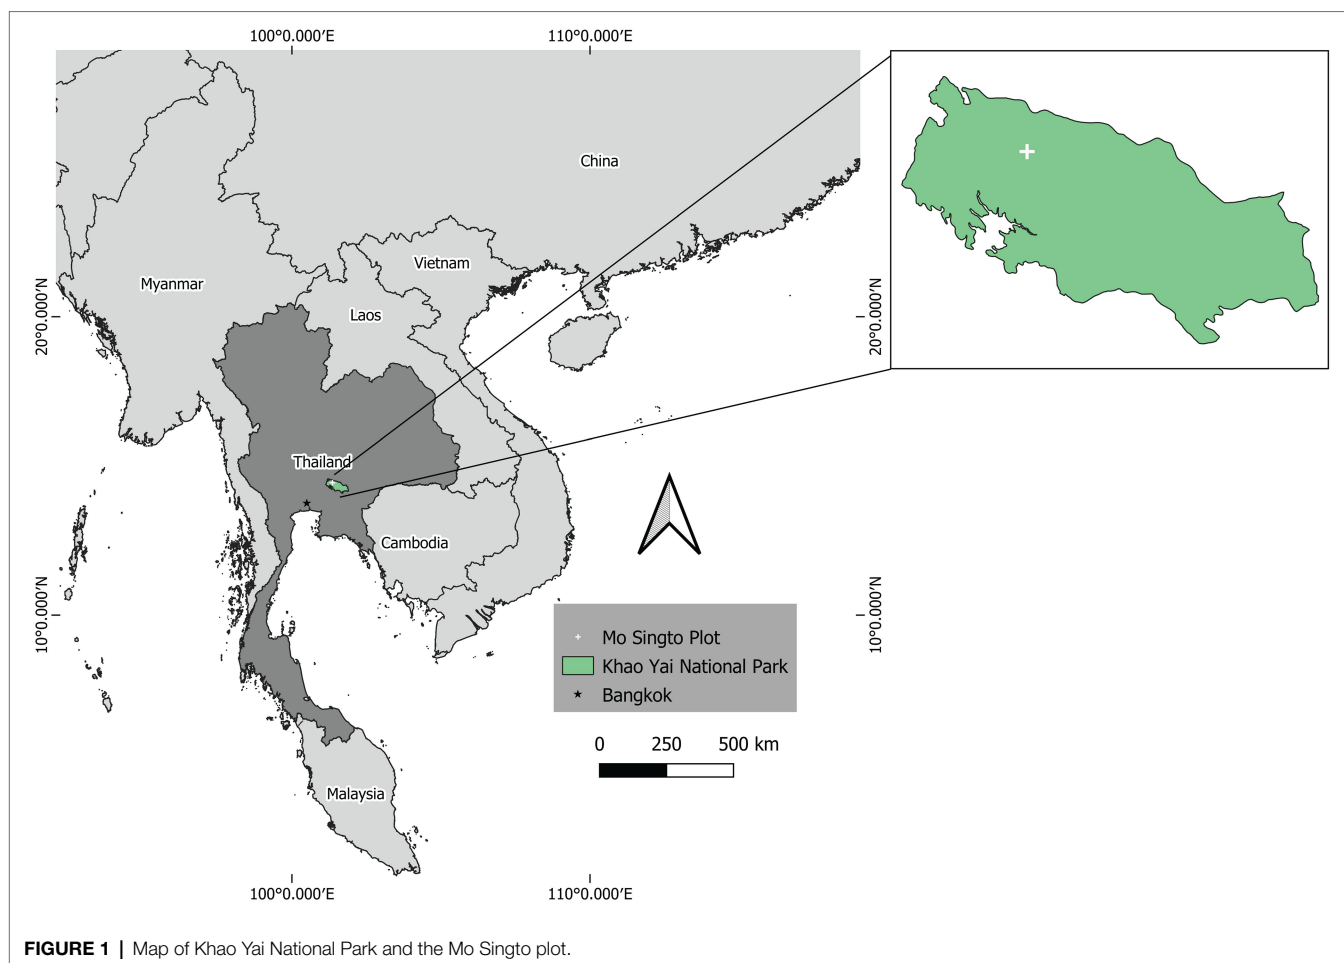 100°0.000′E 110°0.000′E
China
Vietnam
Myanmar
Laos
20°0.000′N 20°0.000′N
Thailand
Cambodia
10°0.000′N 10°0.000′N
Mo Singto Plot
Khao Yai National Park
Bangkok
0 250 500 km
Malaysia
100°0.000′E 110°0.000′E
FIGURE 1 | Map of Khao Yai National Park and the Mo Singto plot.